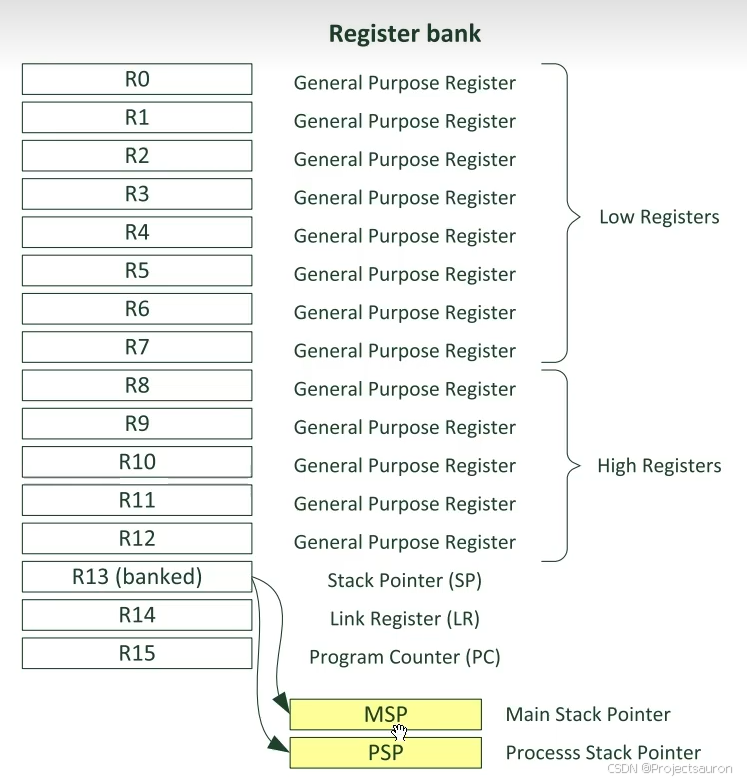 Register bank
R0 General Purpose Register
R1 General Purpose Register
R2 General Purpose Register
R3 General Purpose Register
R4 General Purpose Register
Low Registers
R5 General Purpose Register
R6 General Purpose Register
R7 General Purpose Register
R8 General Purpose Register
R9 General Purpose Register
R10 General Purpose Register
High Registers
R11 General Purpose Register
R12 General Purpose Register
R13 (banked) Stack Pointer (SP)
R14 Link Register (LR)
R15 Program Counter (PC)
MSP Main Stack Pointer
PSP Processs Stack Pointer
CSDN @Projectsauron